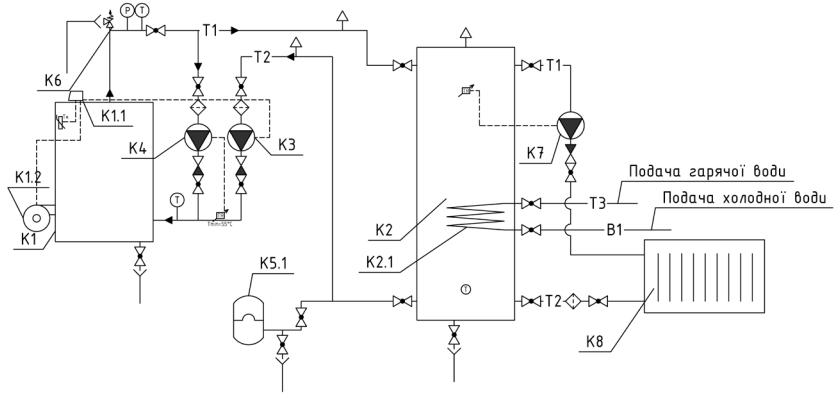 P T
T1
T2
K6
K1.1
K4
K3
T1
K7
K1.2
T
Tmin=55°C
K1
Подача гарячої води
Подача холодної води
T3
K2
B1
K2.1
K5.1
T
T2
K8